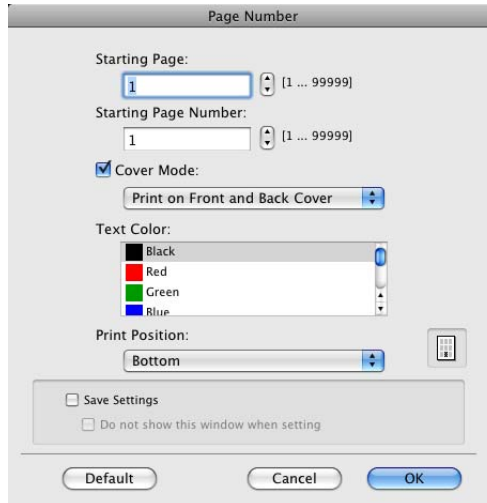 Page Number
Starting Page:
1 [1 ... 99999]
Starting Page Number:
1 [1 ... 99999]
Cover Mode:
Print on Front and Back Cover
Text Color:
Black
Red
Green
Blue
Print Position:
Bottom
Save Settings
Do not show this window when setting
Default Cancel OK